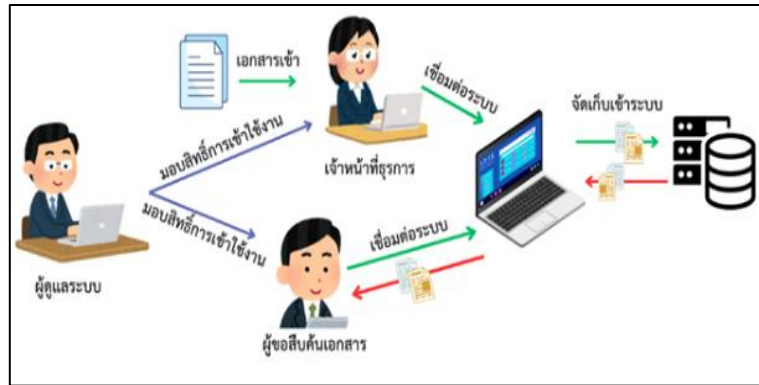 เอกสารเข้า
เชื่อมต่อระบบ
จัดเก็บเข้าระบบ
มอบสิทธิ์การเข้าใช้งาน
เจ้าหน้าที่ธุรการ
มอบสิทธิ์การเข้าใช้งาน
เชื่อมต่อระบบ
ผู้ดูแลระบบ
ผู้ขอสืบค้นเอกสาร